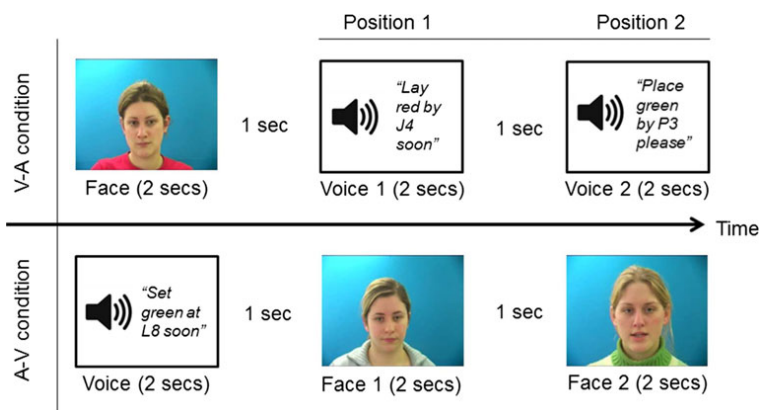 Position 1
Position 2
V-A condition
Face (2 secs)
1 sec
“Lay
red by
J4
soon”
Voice 1 (2 secs)
1 sec
“Place
green
by P3
please”
Voice 2 (2 secs)
Time
A-V condition
“Set
green at
L8 soon”
Voice (2 secs)
1 sec
Face 1 (2 secs)
1 sec
Face 2 (2 secs)